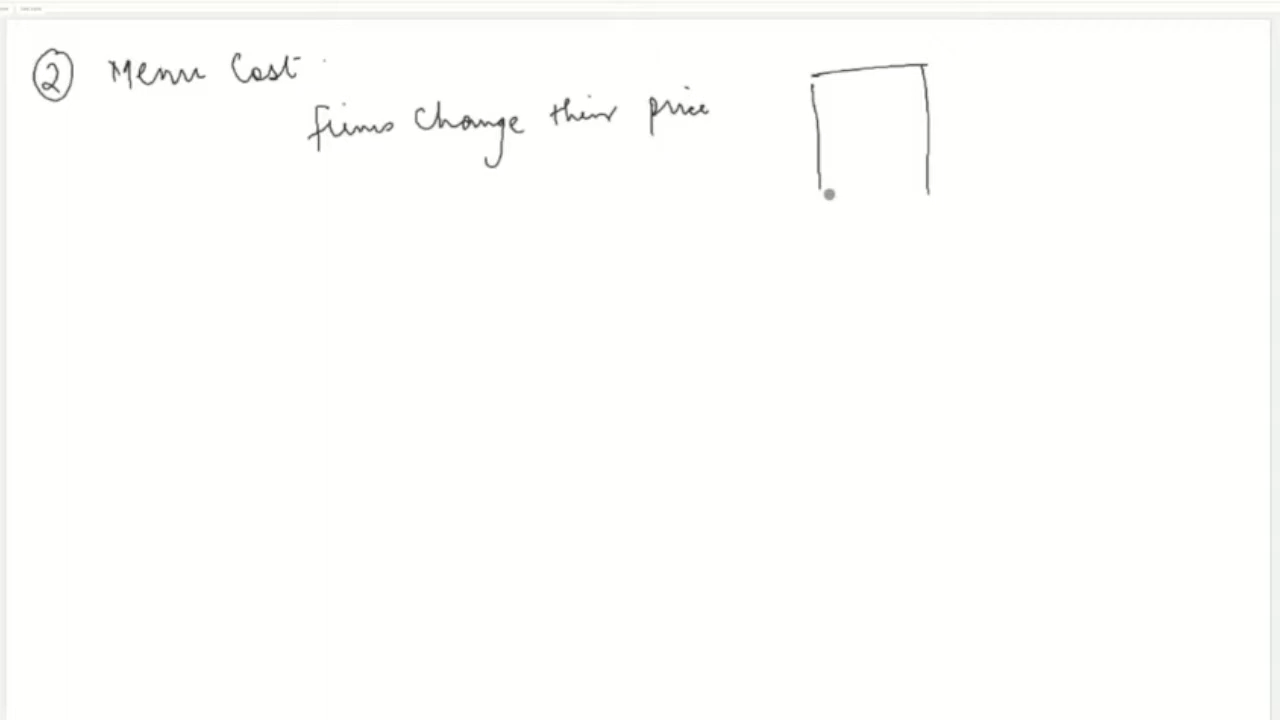 ② Menu Cost
firms change their price